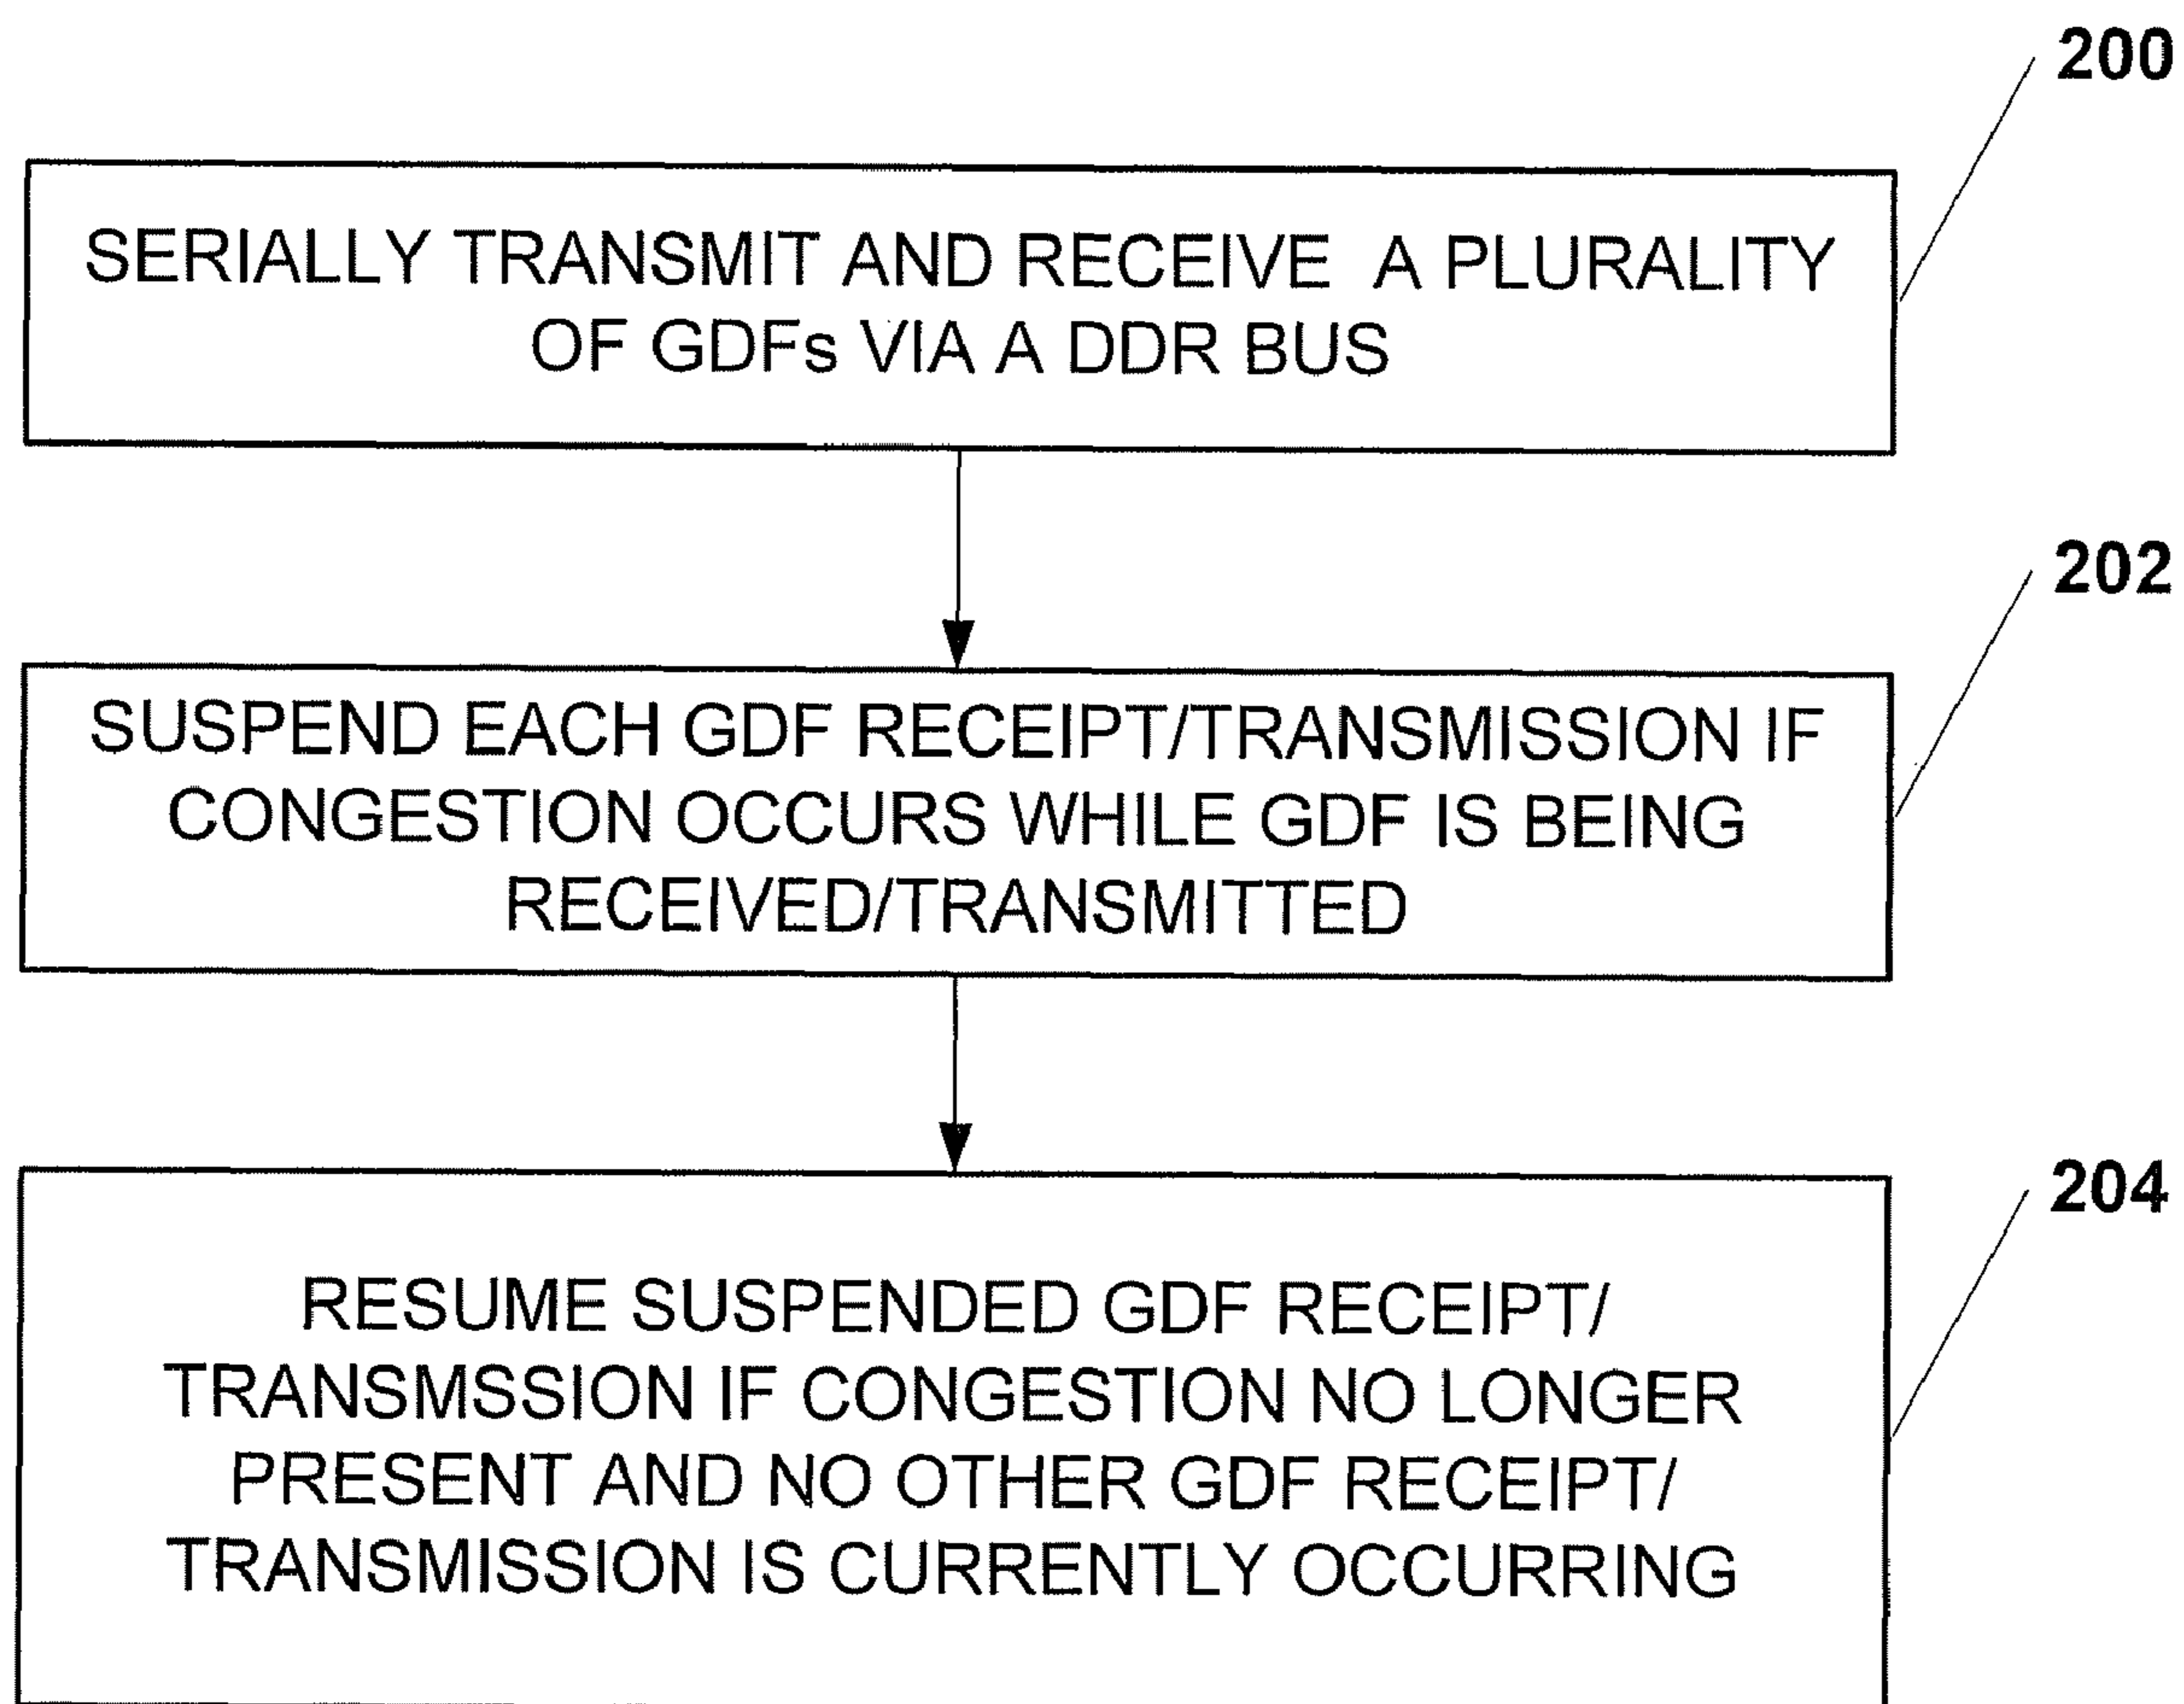 200
SERIALLY TRANSMIT AND RECEIVE A PLURALITY
OF GDFs VIA A DDR BUS
202
SUSPEND EACH GDF RECEIPT/TRANSMISSION IF
CONGESTION OCCURS WHILE GDF IS BEING
RECEIVED/TRANSMITTED
204
RESUME SUSPENDED GDF RECEIPT/
TRANSMSSION IF CONGESTION NO LONGER
PRESENT AND NO OTHER GDF RECEIPT/
TRANSMISSION IS CURRENTLY OCCURRING